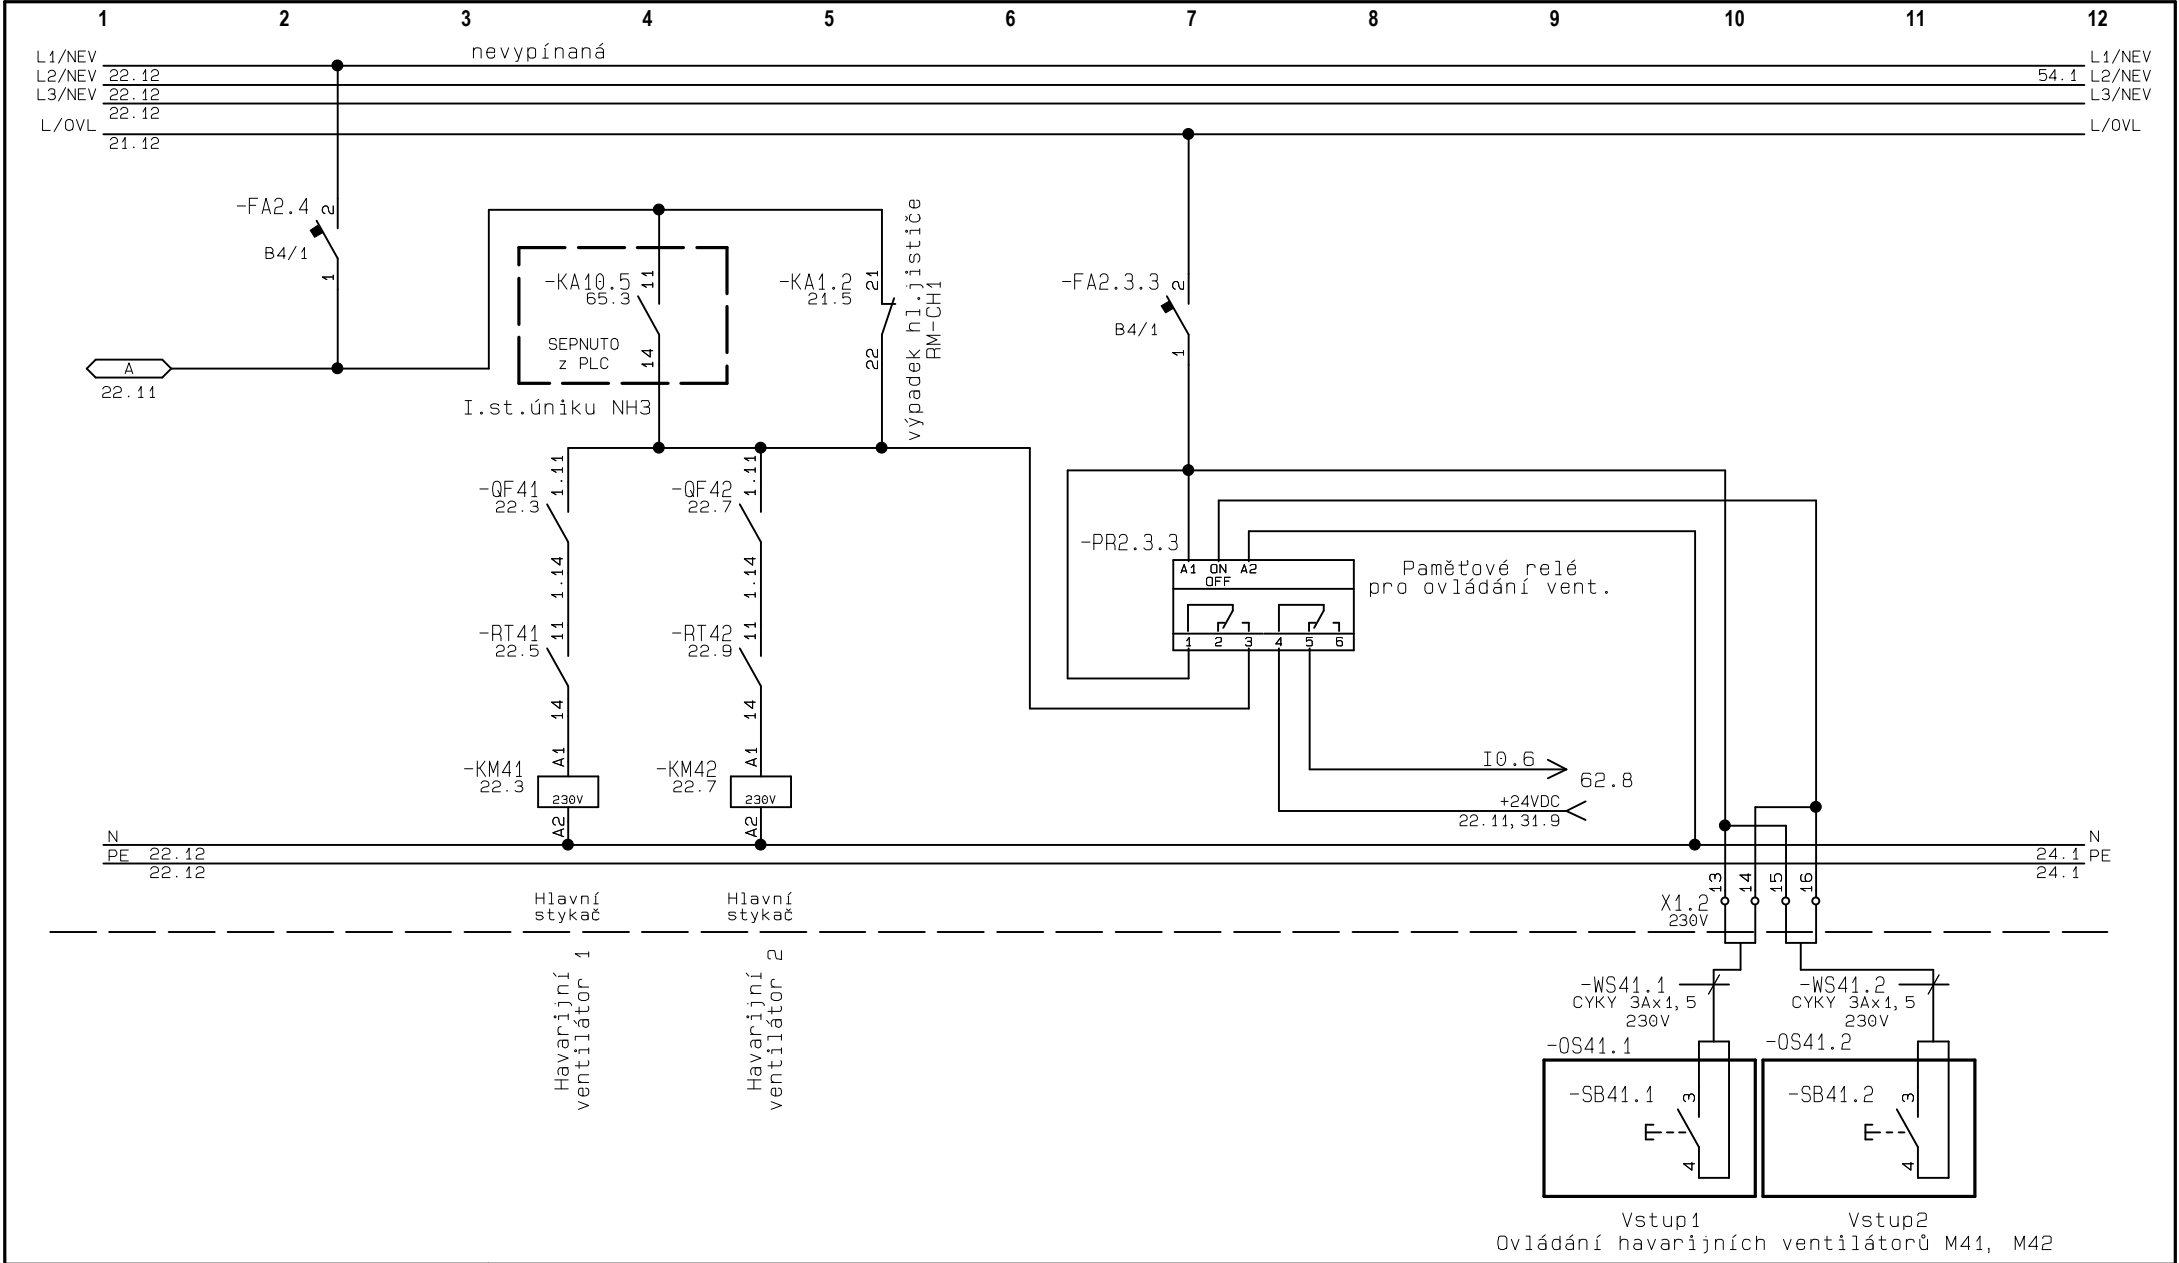 1 2 3 4 5 6 7 8 9 10 11 12
nevypínaná
L1/NEV
L2/NEV 22.12
L3/NEV 22.12
22.12
L/OVL
21.12
L1/NEV
54.1 L2/NEV
L3/NEV
L/OVL
-FA2.4 2
B4/1
1
A
22.11
-KA10.5 11
65.3
SEPNUTO
z PLC 14
I.st.úniku NH3
-KA1.2 21
21.5
22
výpadek hl.jističe
RM-CH1
-FA2.3.3 2
B4/1
1
-QF41 1.11
22.3
1.14
-QF42 1.11
22.7
1.14
-RT41 11
22.5
14
-RT42 11
22.9
14
-KM41 A1
22.3
230V
A2
-KM42 A1
22.7
230V
A2
-PR2.3.3
A1 ON A2
OFF
1 2 3 4 5 6
Paměťové relé
pro ovládání vent.
I0.6
62.8
+24VDC
22.11,31.9
N
PE 22.12
22.12
N
24.1 PE
24.1
Hlavní
stykač
Hlavní
stykač
Havarijní
ventilátor 1
Havarijní
ventilátor 2
13 14 15 16
X1.2
230V
-WS41.1
CYKY 3Ax1,5
230V
-WS41.2
CYKY 3Ax1,5
230V
-OS41.1
-OS41.2
-SB41.1 3
4
-SB41.2 3
4
Vstup1
Vstup2
Ovládání havarijních ventilátorů M41, M42